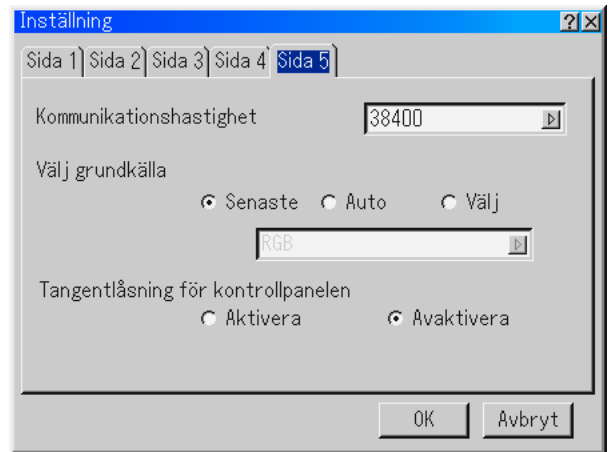 Inställning
Sida 1 Sida 2 Sida 3 Sida 4 Sida 5
Kommunikationshastighet 38400
Välj grundkälla
Senaste Auto Välj
RGB
Tangentlåsning för kontrollpanelen
Aktivera Avaktivera
OK Avbryt